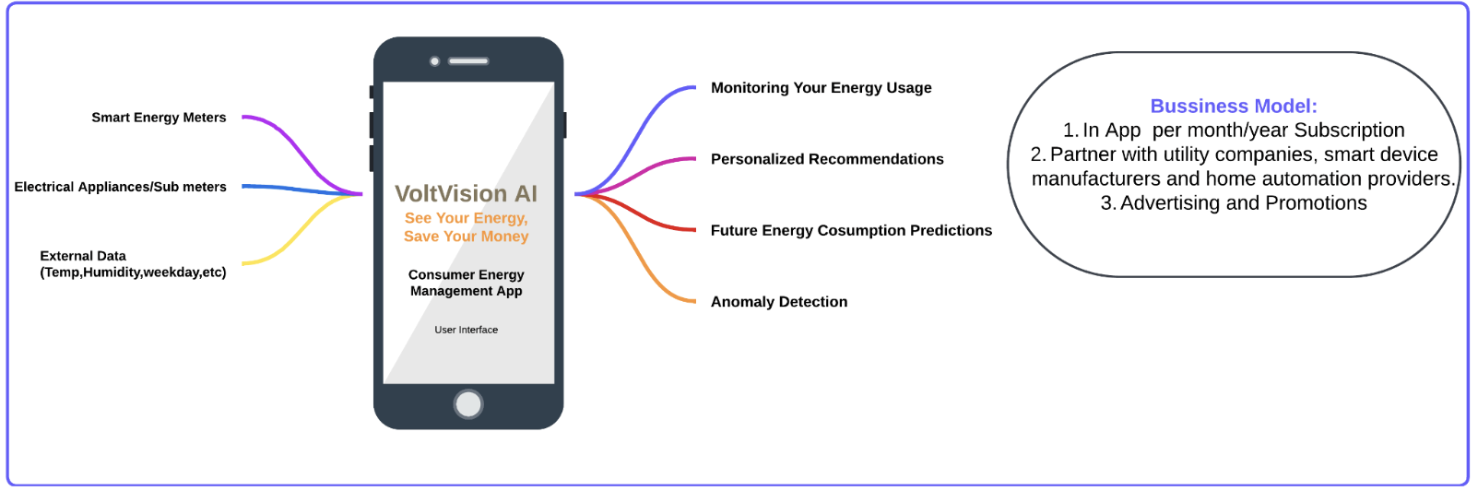 Smart Energy Meters
Electrical Appliances/Sub meters
External Data
(Temp,Humidity,weekday,etc)
VoltVision AI
See Your Energy,
Save Your Money
Consumer Energy
Management App
User Interface
Monitoring Your Energy Usage
Personalized Recommendations
Future Energy Cosumption Predictions
Anomaly Detection
Bussiness Model:
1. In App per month/year Subscription
2. Partner with utility companies, smart device
manufacturers and home automation providers.
3. Advertising and Promotions